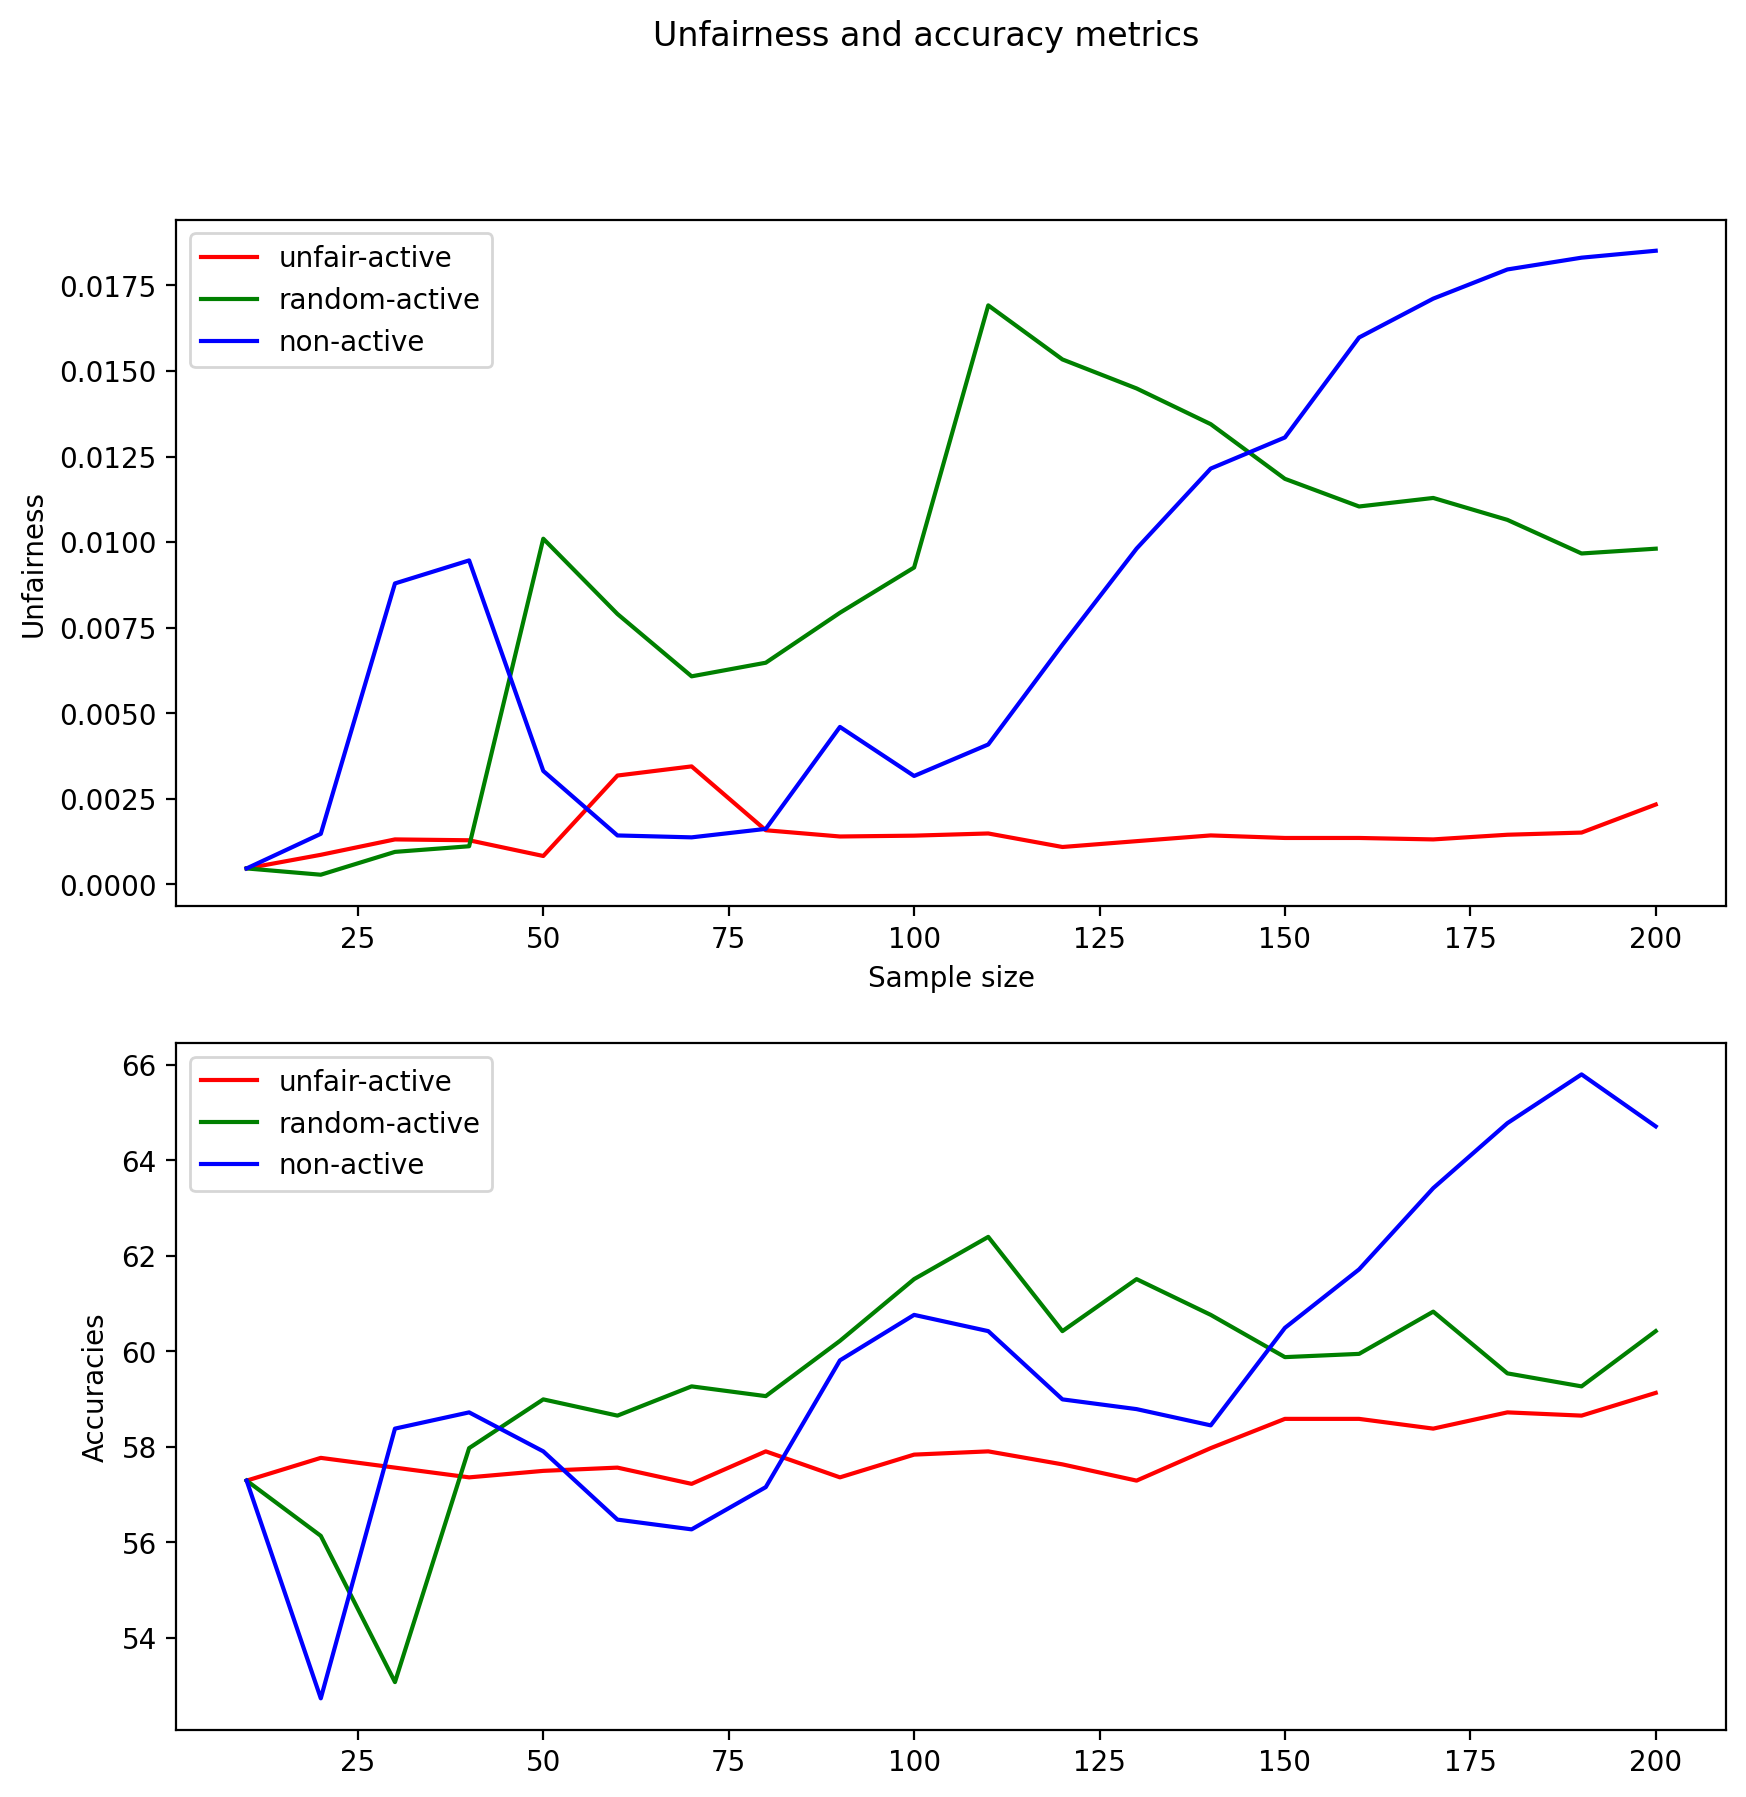 Unfairness and accuracy metrics
unfair-active
random-active
non-active
0.0175
0.0150
0.0125
0.0100
0.0075
0.0050
0.0025
0.0000
Unfairness
25 50 75 100 125 150 175 200
Sample size
unfair-active
random-active
non-active
66
64
62
60
58
56
54
Accuracies
25 50 75 100 125 150 175 200